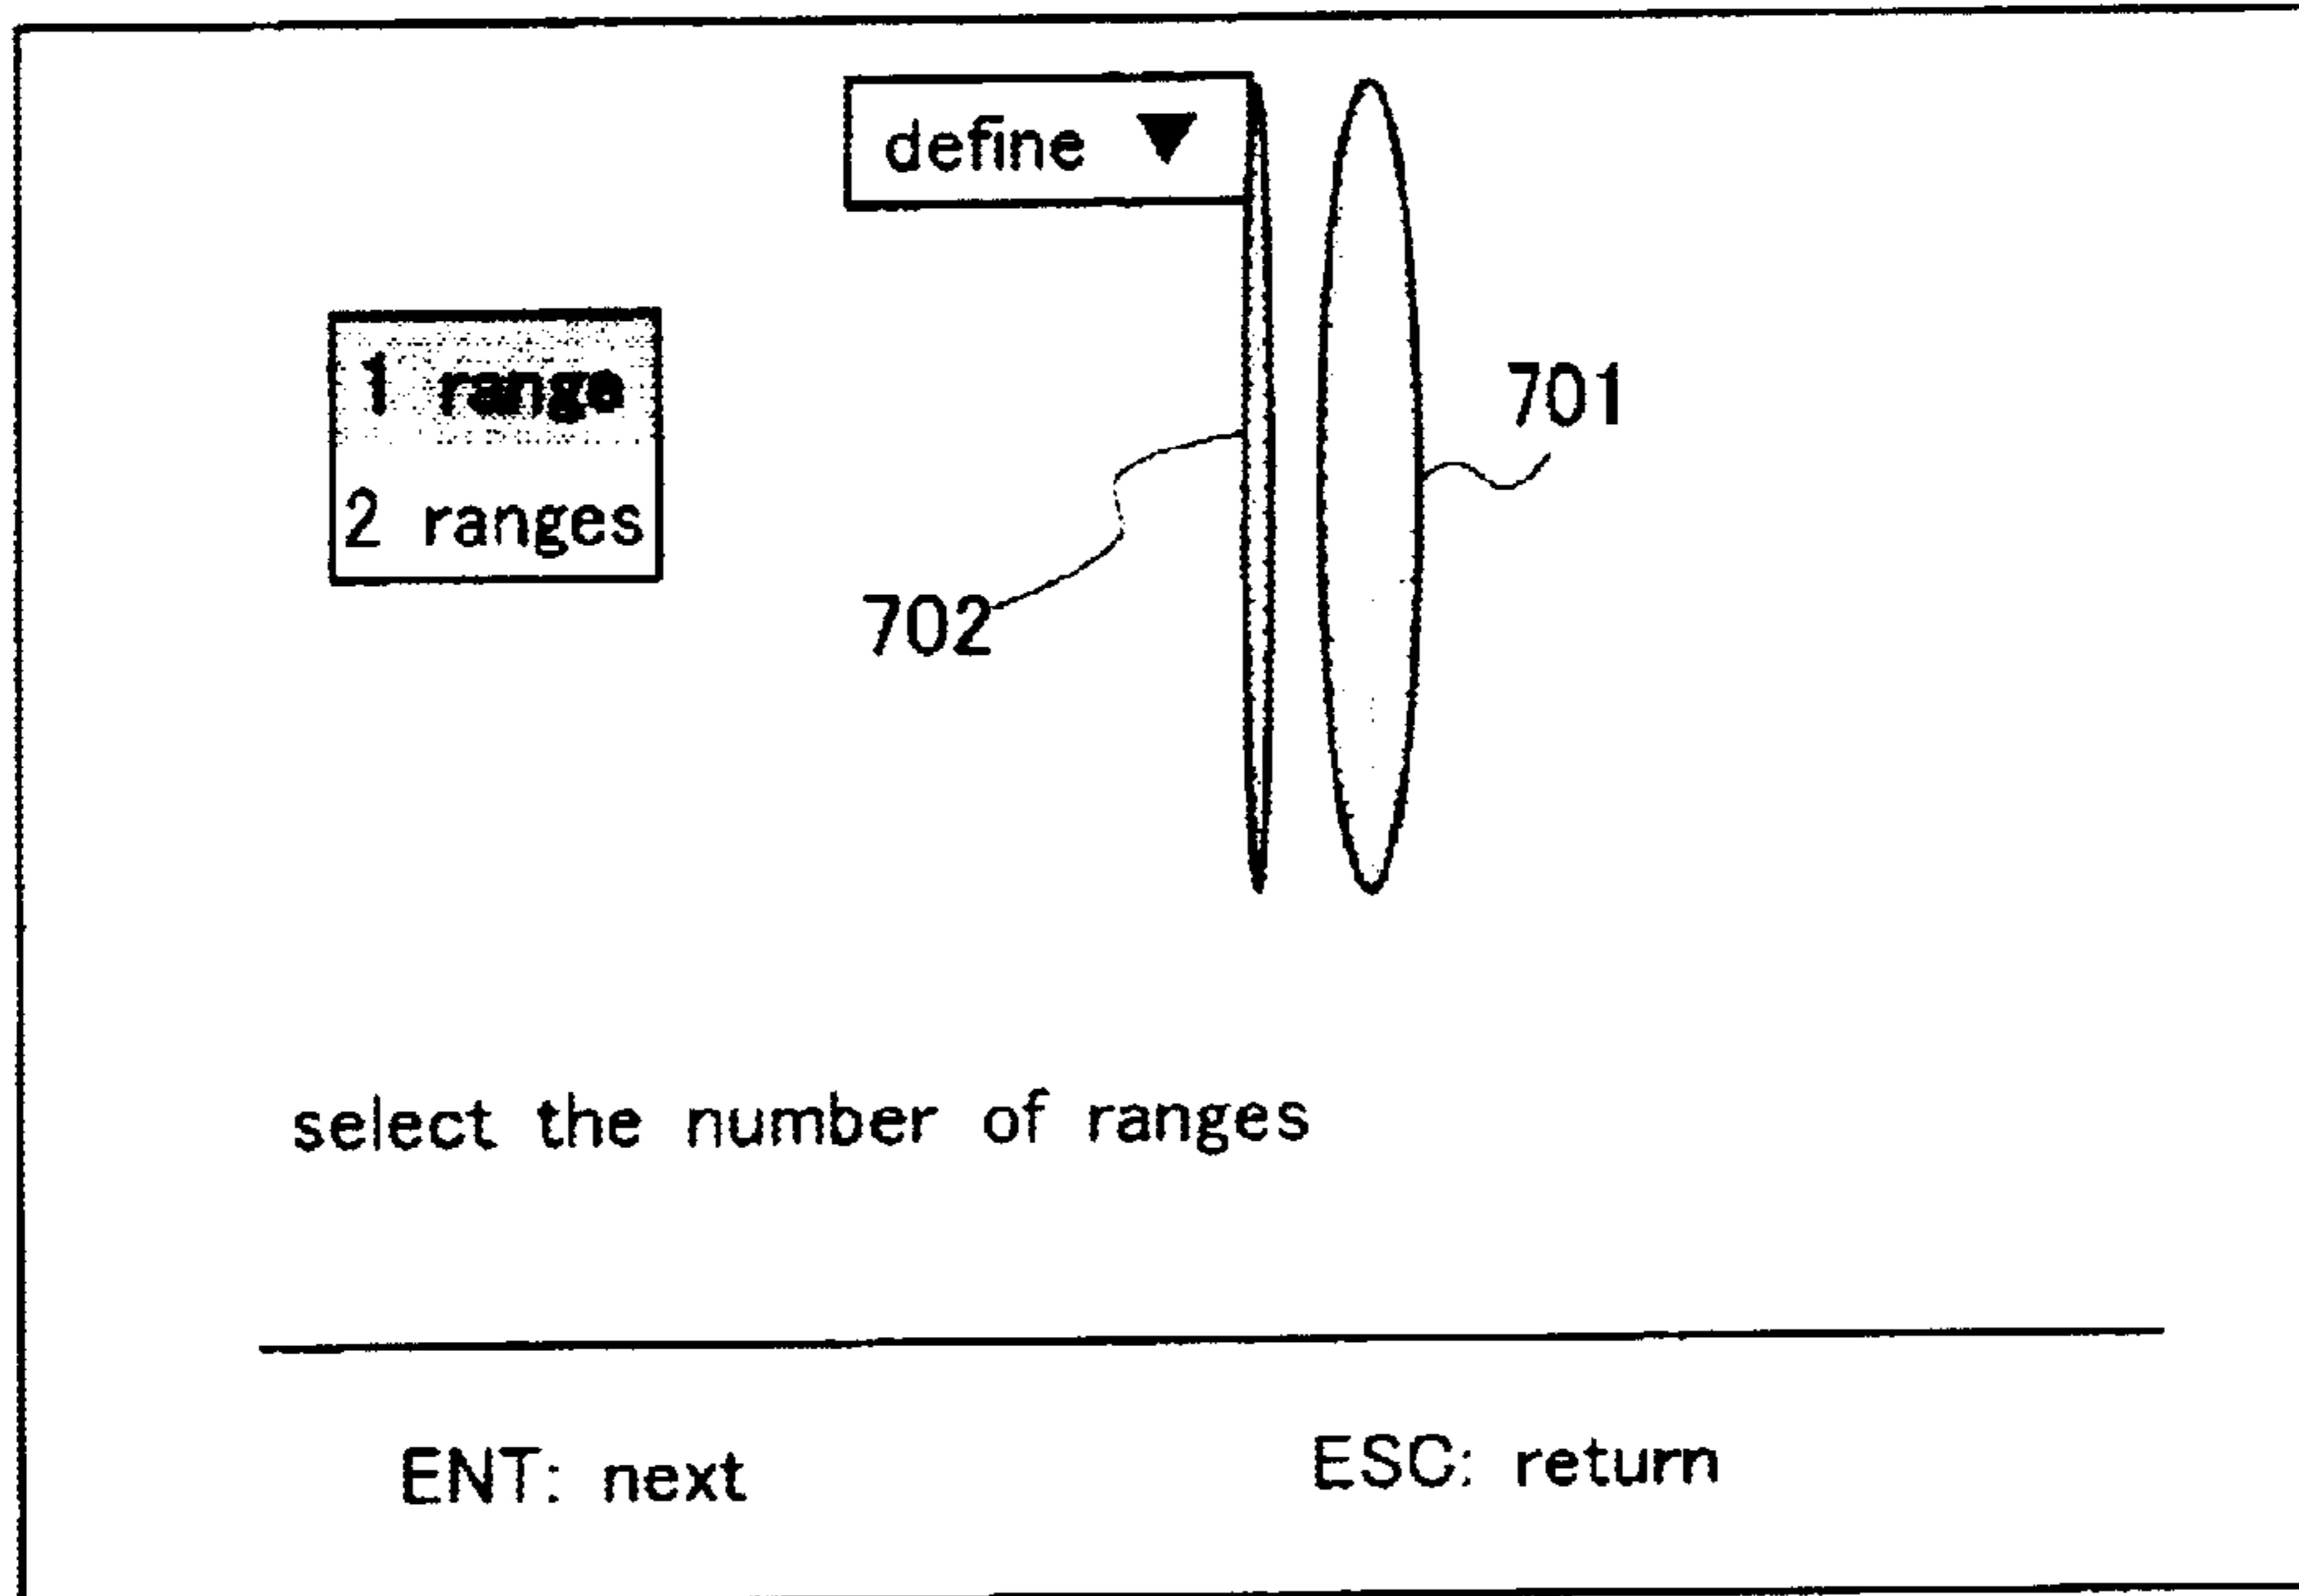 define ▼
1 range
701
2 ranges
702
select the number of ranges
ENT: next
ESC: return